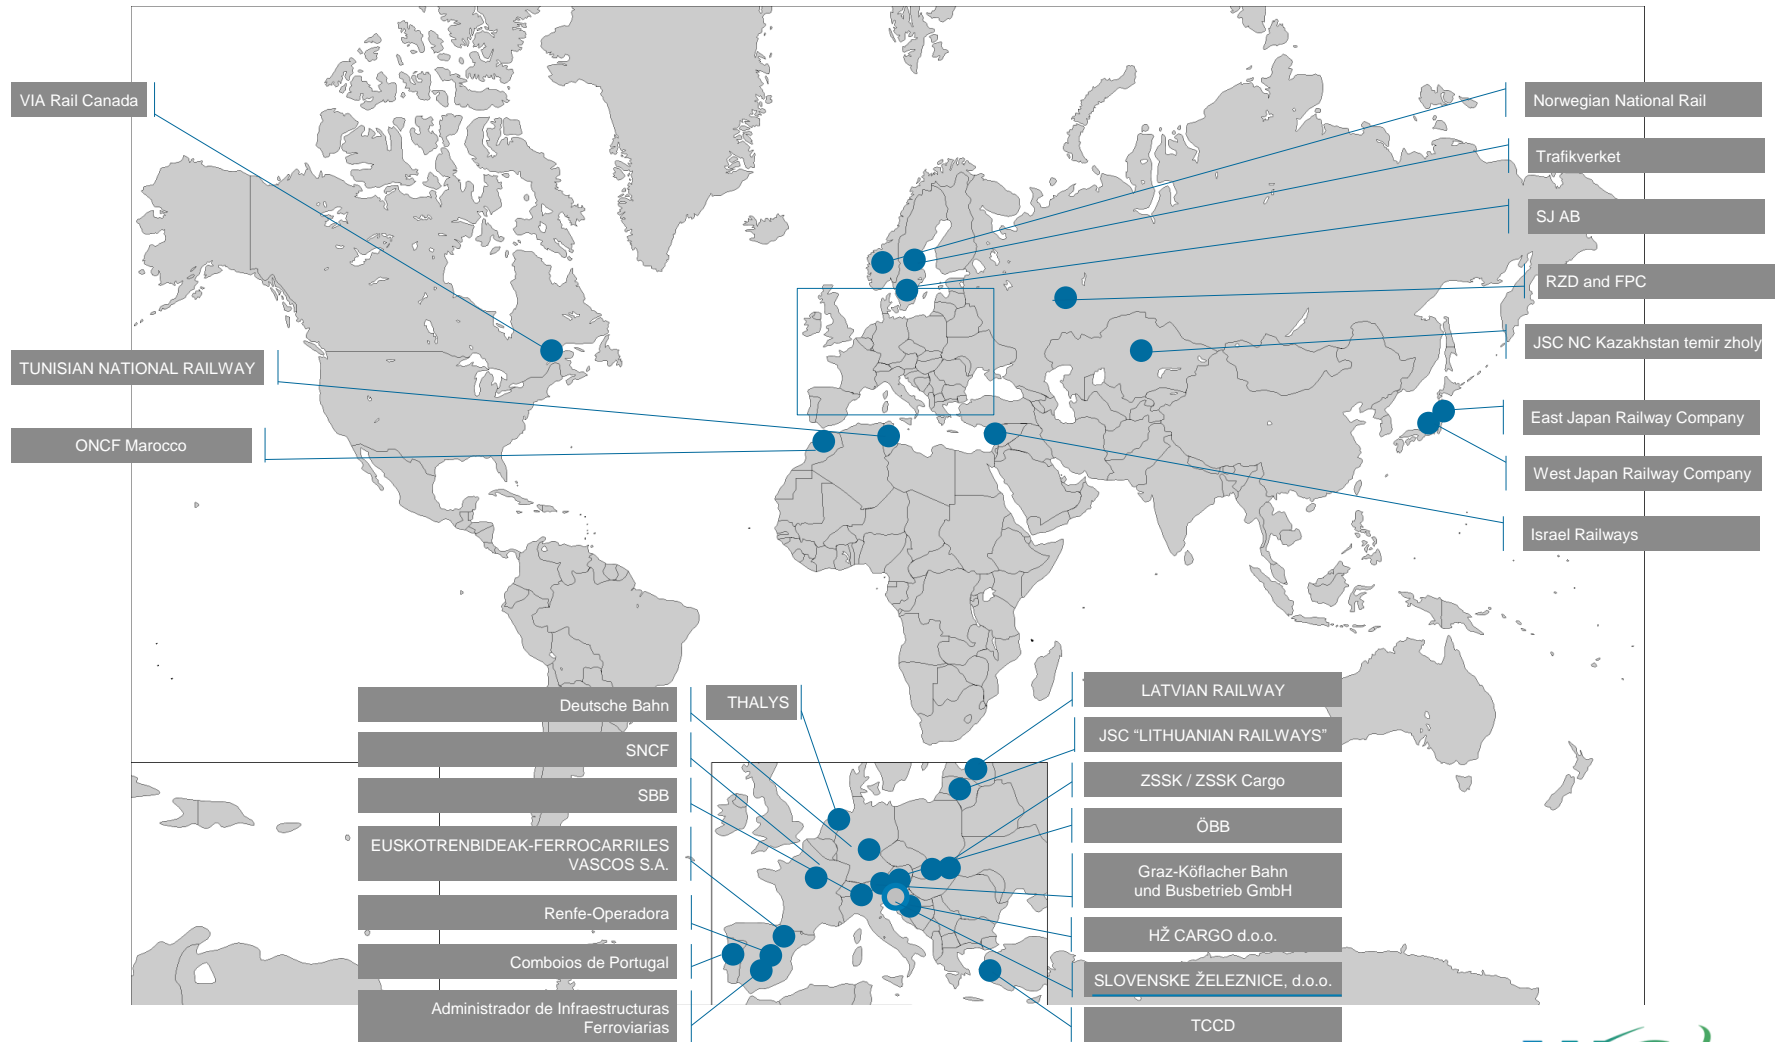 VIA Rail Canada
TUNISIAN NATIONAL RAILWAY
ONCF Marocco
Norwegian National Rail
Trafikverket
SJ AB
RZD and FPC
JSC NC Kazakhstan temir zholy
East Japan Railway Company
West Japan Railway Company
Israel Railways
Deutsche Bahn
SNCF
SBB
EUSKOTRENBIDEAK-FERROCARRILES
VASCOS S.A.
Renfe-Operadora
Comboios de Portugal
Administrador de Infraestructuras
Ferroviarias
THALYS
LATVIAN RAILWAY
JSC “LITHUANIAN RAILWAYS”
ZSSK / ZSSK Cargo
ÖBB
Graz-Köflacher Bahn
und Busbetrieb GmbH
HŽ CARGO d.o.o.
SLOVENSKE ŽELEZNICE, d.o.o.
TCCD